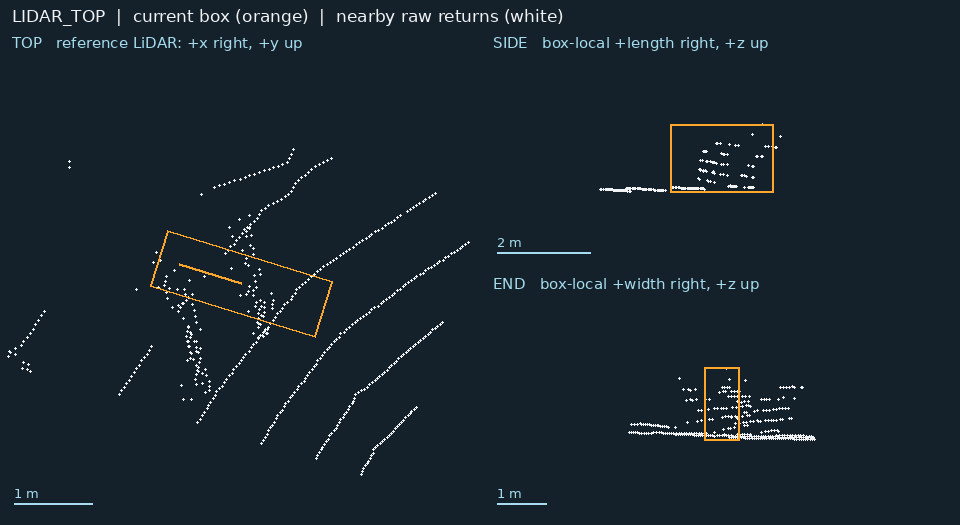 LIDAR_TOP  |  current box (orange)  |  nearby raw returns (white)
TOP   reference LiDAR: +x right, +y up
SIDE   box-local +length right, +z up
2 m
END   box-local +width right, +z up
1 m
1 m